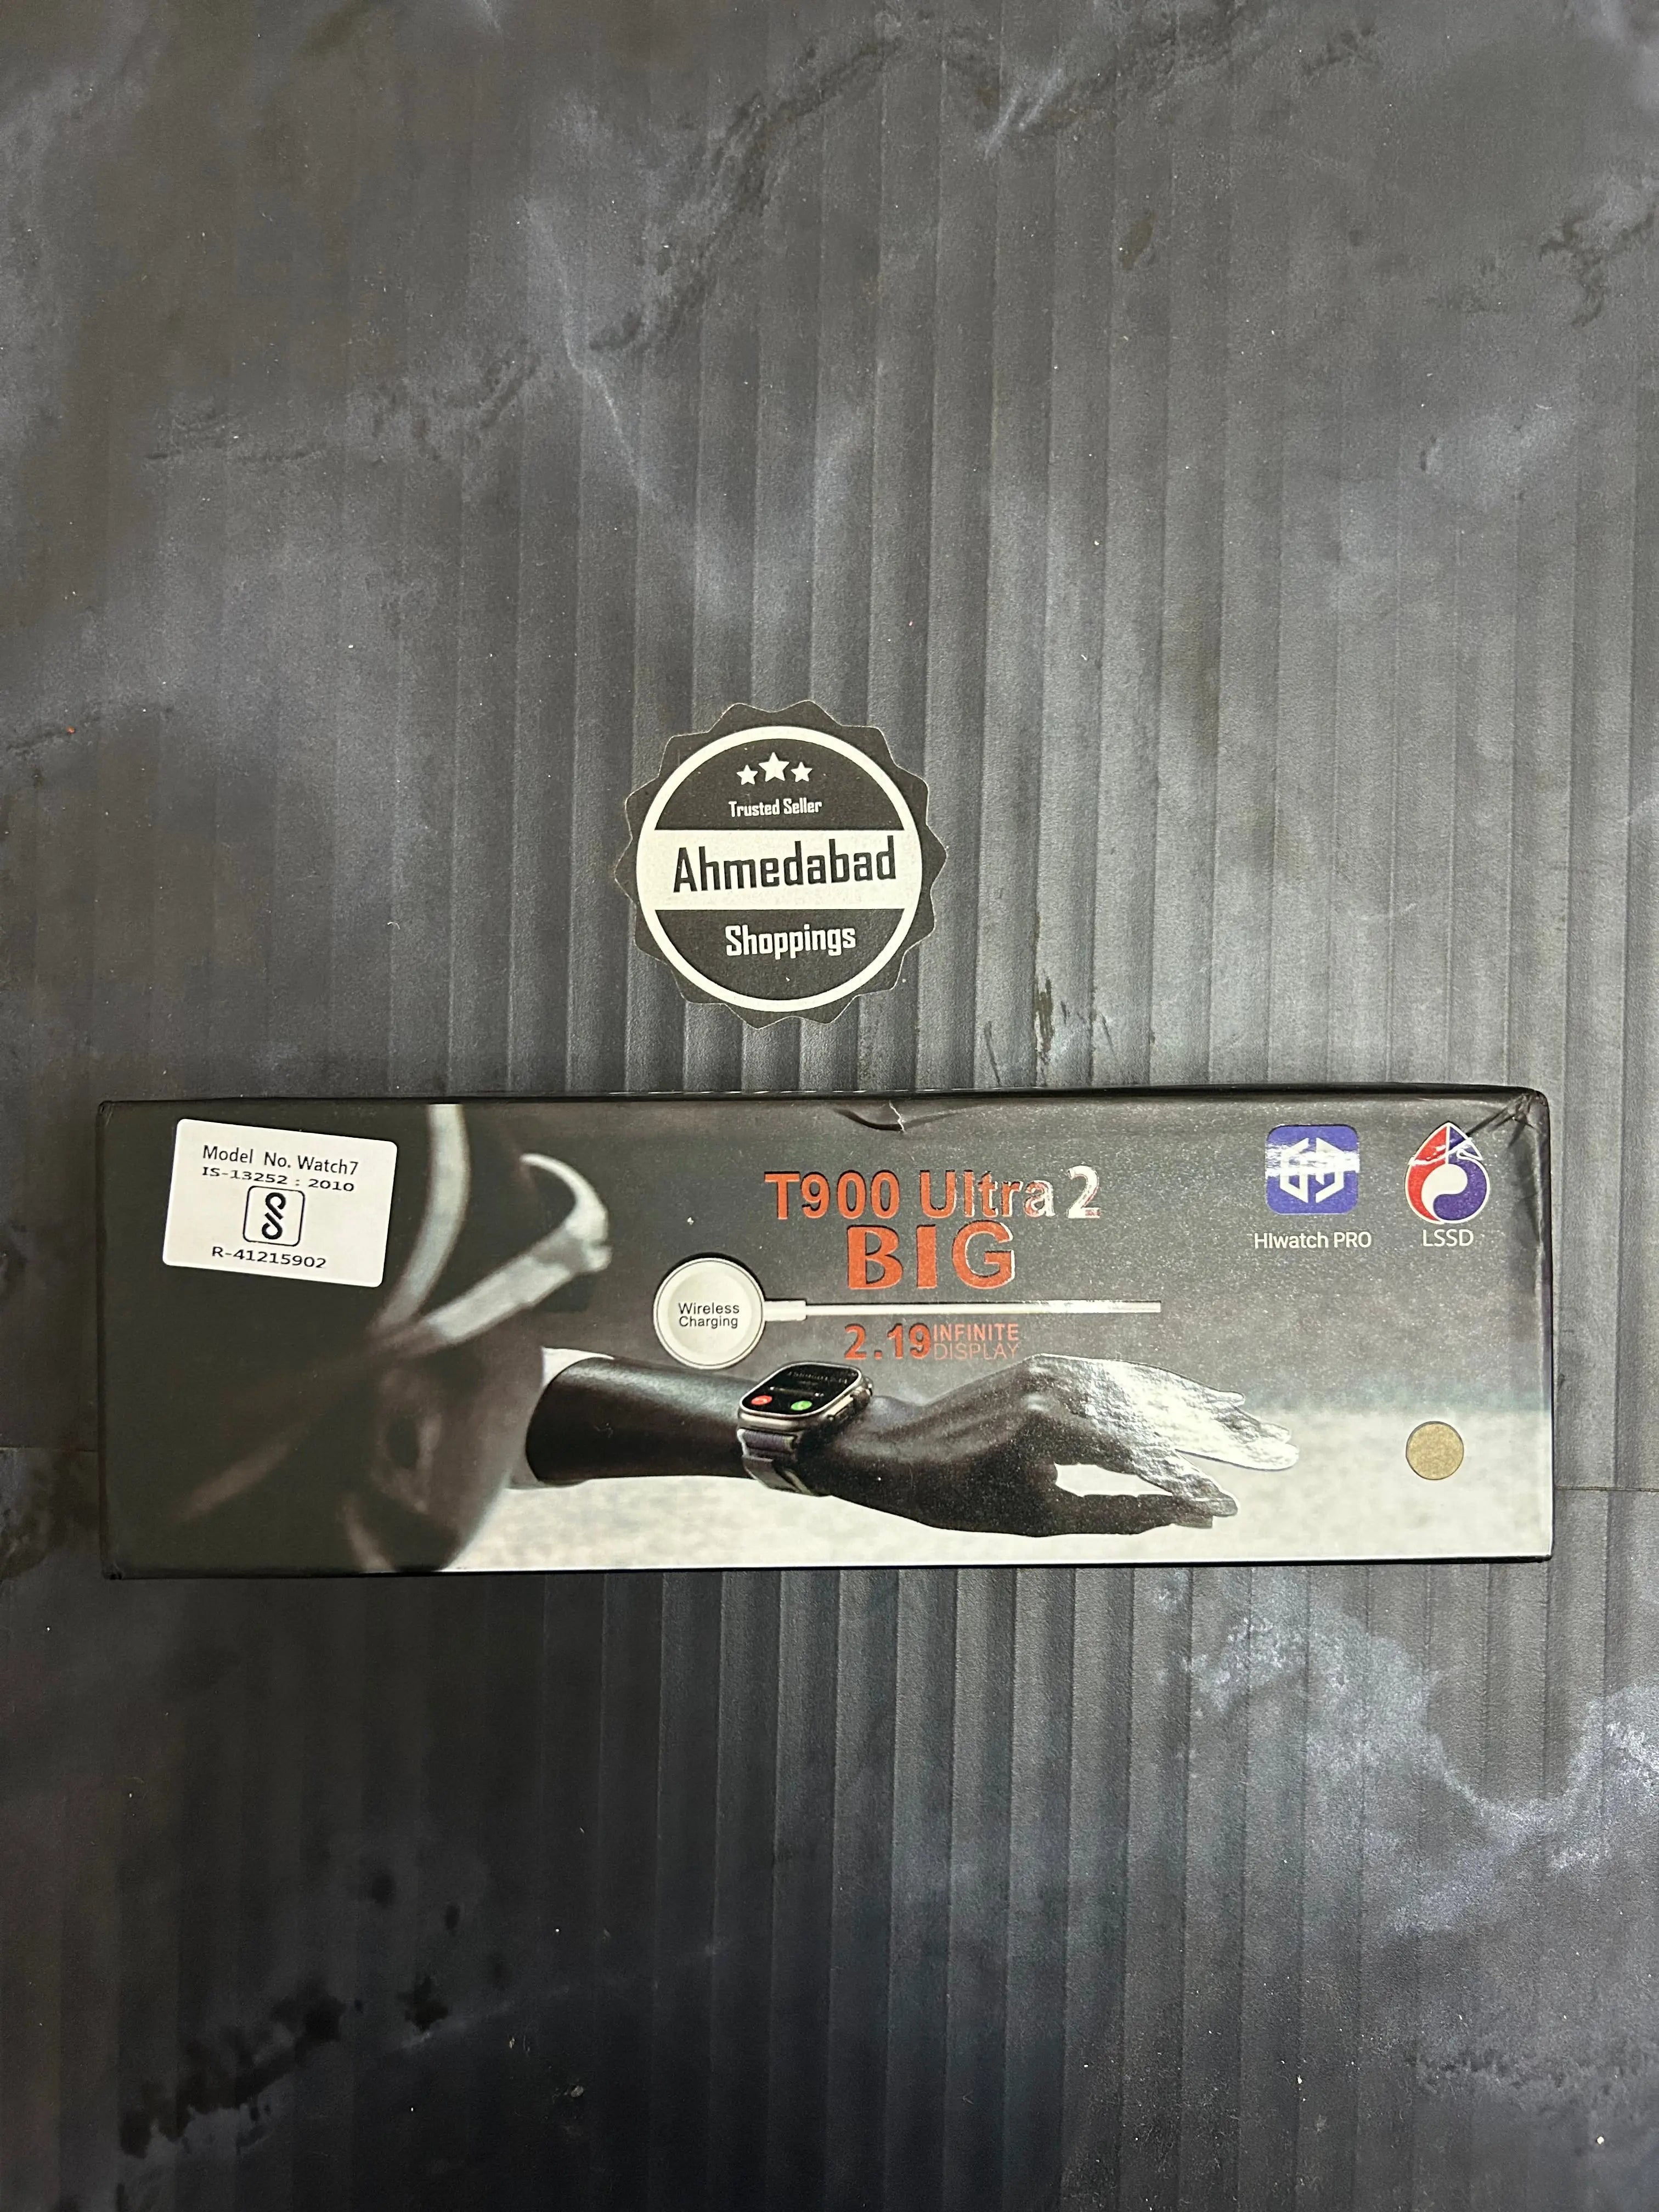 Trusted Seller
Ahmedabad
Shoppings
Model No. Watch7
IS-13252 : 2010
R-41215902
T900 Ultra 2
BIG
Wireless
Charging
2.19 INFINITE
DISPLAY
HIwatch PRO
LSSD